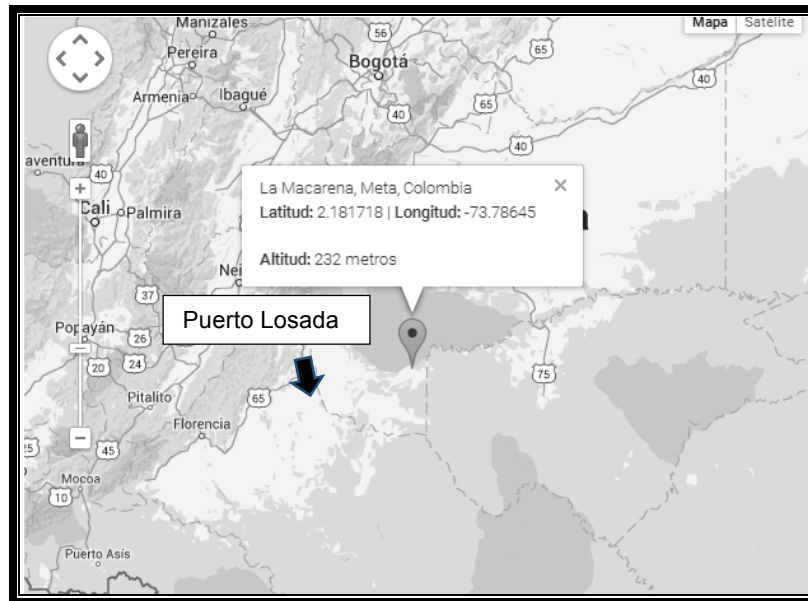 Manizales
Mapa Satélite
56
65
Pereira
Bogotá
40
Armenia Ibagué
65
40
40
aventura
40
La Macarena, Meta, Colombia ×
Cali Palmira
Latitud: 2.181718 | Longitud: -73.78645
a
Altitud: 232 metros
Nei
37
Puerto Losada
Popayán
26
20 24
75
Pitalito
65
Florencia
25
45
Mocoa
10
Puerto Asís